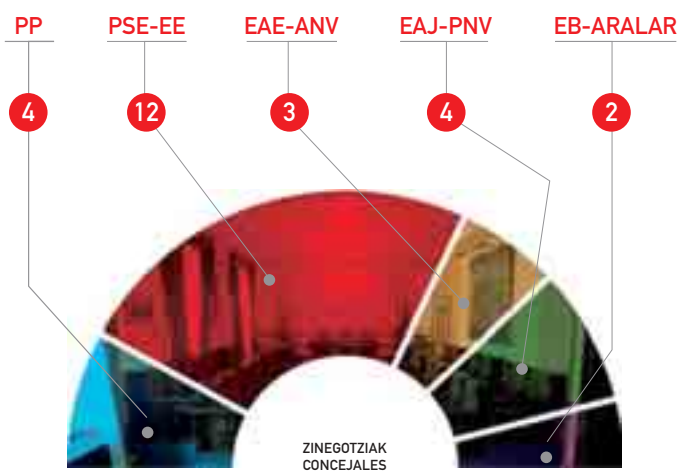 PP PSE-EE EAE-ANV EAJ-PNV EB-ARALAR
4 12 3 4 2
ZINEGOTZIAK
CONCEJALES